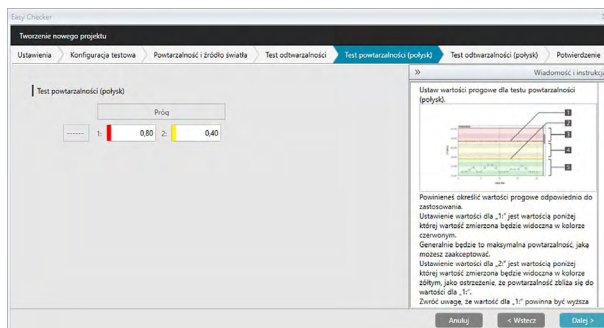 Easy Checker
Tworzenie nowego projektu
Ustawienia
Konfiguracja testowa
Powtarzalność i źródło światła
Test odtwarzalności
Test powtarzalności (połysk)
Test odtwarzalności (połysk)
Potwierdzenie
Wiadomość i instrukcja
Test powtarzalności (połysk)
Próg
------ 1: 0,80 2: 0,40
Ustaw wartości progowe dla testu powtarzalności
(połysk).
1
2
3
4
5
Powinieneś określić wartości progowe odpowiednio do
zastosowania.
Ustawienie wartości dla „1:" jest wartością poniżej
której wartość zmierzona będzie widoczna w kolorze
czerwonym.
Generalnie będzie to maksymalna powtarzalność, jaką
możesz zaakceptować.
Ustawienie wartości dla „2:" jest wartością poniżej
której wartość zmierzona będzie widoczna w kolorze
żółtym, jako ostrzeżenie, że powtarzalność zbliża się do
wartości dla „1:".
Zwróć uwagę, że wartość dla „1:" powinna być wyższa
Anuluj
< Wstecz
Dalej >